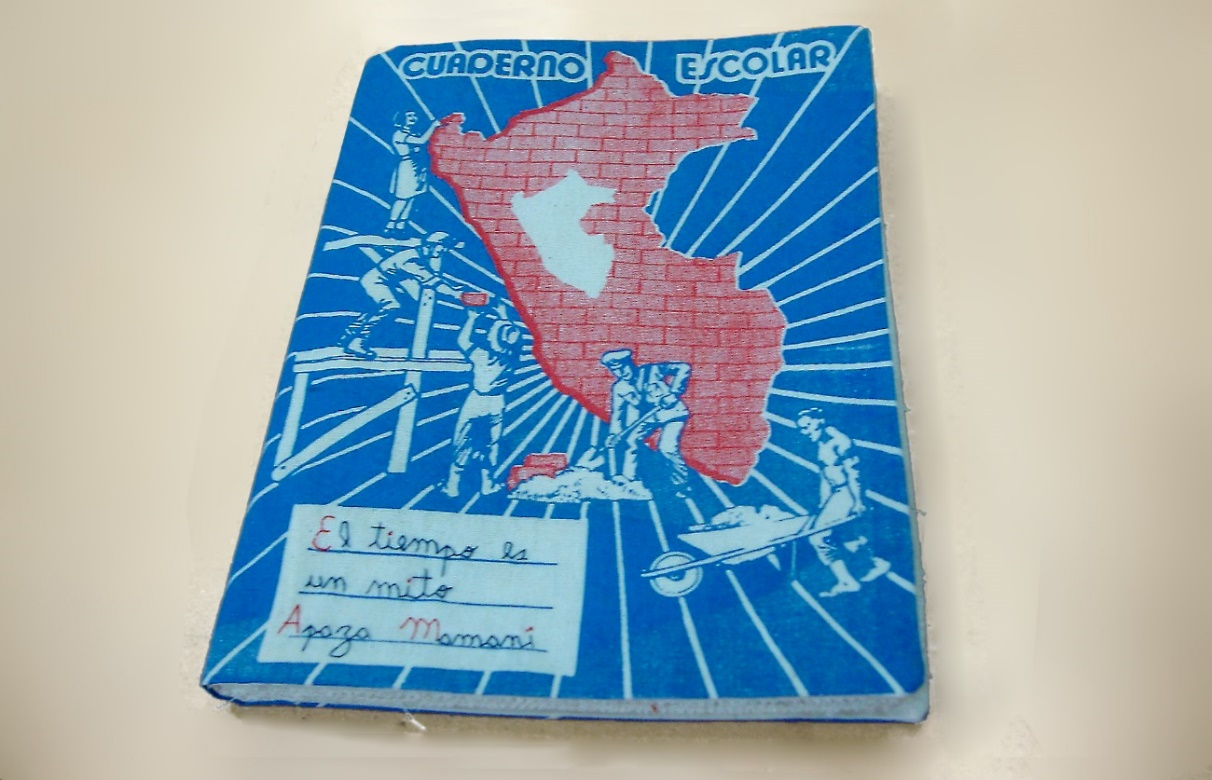 CUADERNO ESCOLAR
El tiempo es
un mito
Apaza Mamani